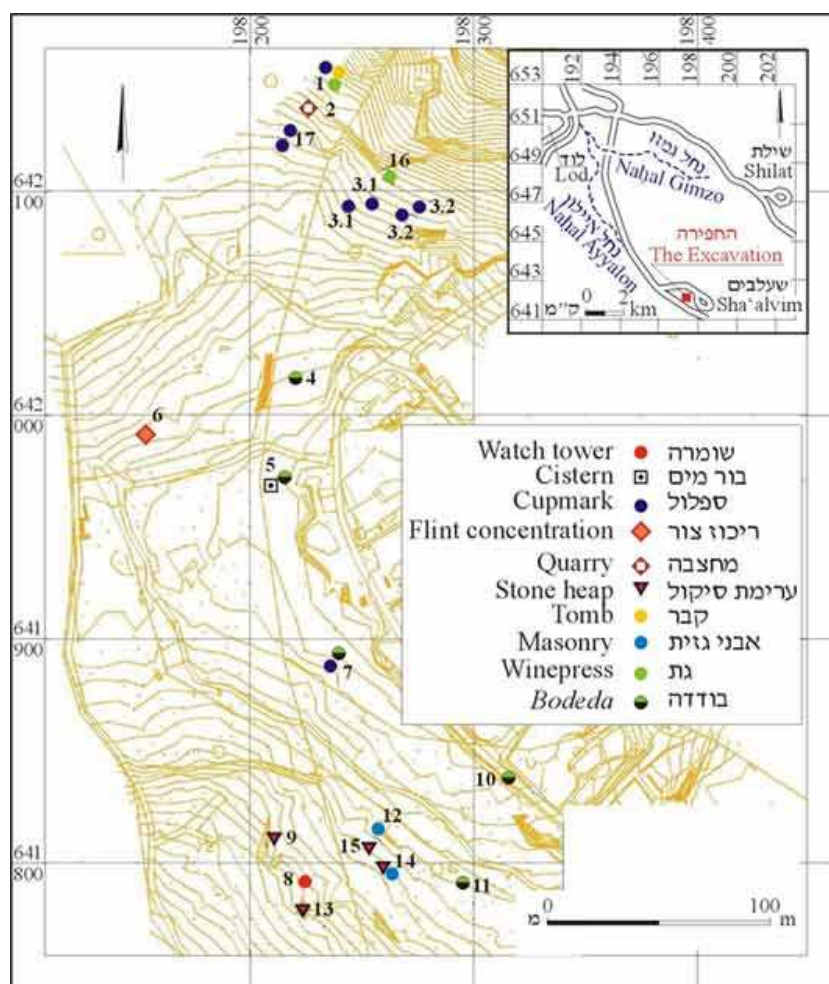 198
200
198
300
198
400
1
2
17
16
642
100
3.1
3.1
3.2
3.2
4
642
000
6
5
641
900
7
10
12
9
15
14
641
800
8
11
13
0 100
מ m
192
194
196
198
200
202
653
651
649
647
645
643
641
לוד
Lod
נחל גמזו
Naḥal Gimzo
שילת
Shilat
נחל איילון
Naḥal Ayyalon
החפירה
The Excavation
שעלבים
Sha‘alvim
0 2
ק"מ km
Watch tower שומרה
Cistern בור מים
Cupmark ספלול
Flint concentration ריכוז צור
Quarry מחצבה
Stone heap ערימת סיקול
Tomb קבר
Masonry אבני גזית
Winepress גת
Bodeda בודדה